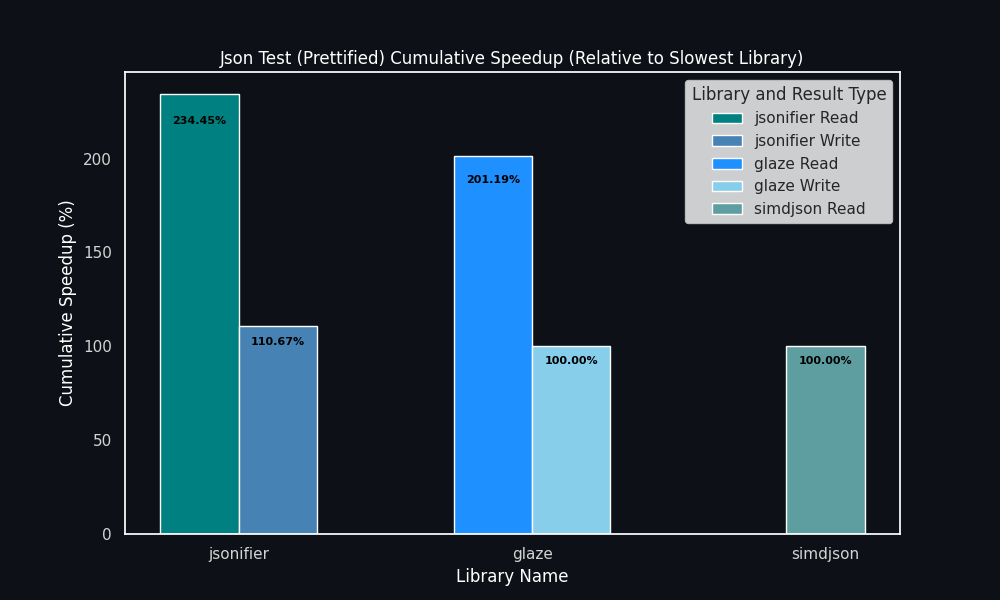 Json Test (Prettified) Cumulative Speedup (Relative to Slowest Library)
Library and Result Type
jsonifier Read
jsonifier Write
glaze Read
glaze Write
simdjson Read
234.45%
110.67%
201.19%
100.00%
100.00%
Cumulative Speedup (%)
200
150
100
50
0
jsonifier
glaze
simdjson
Library Name